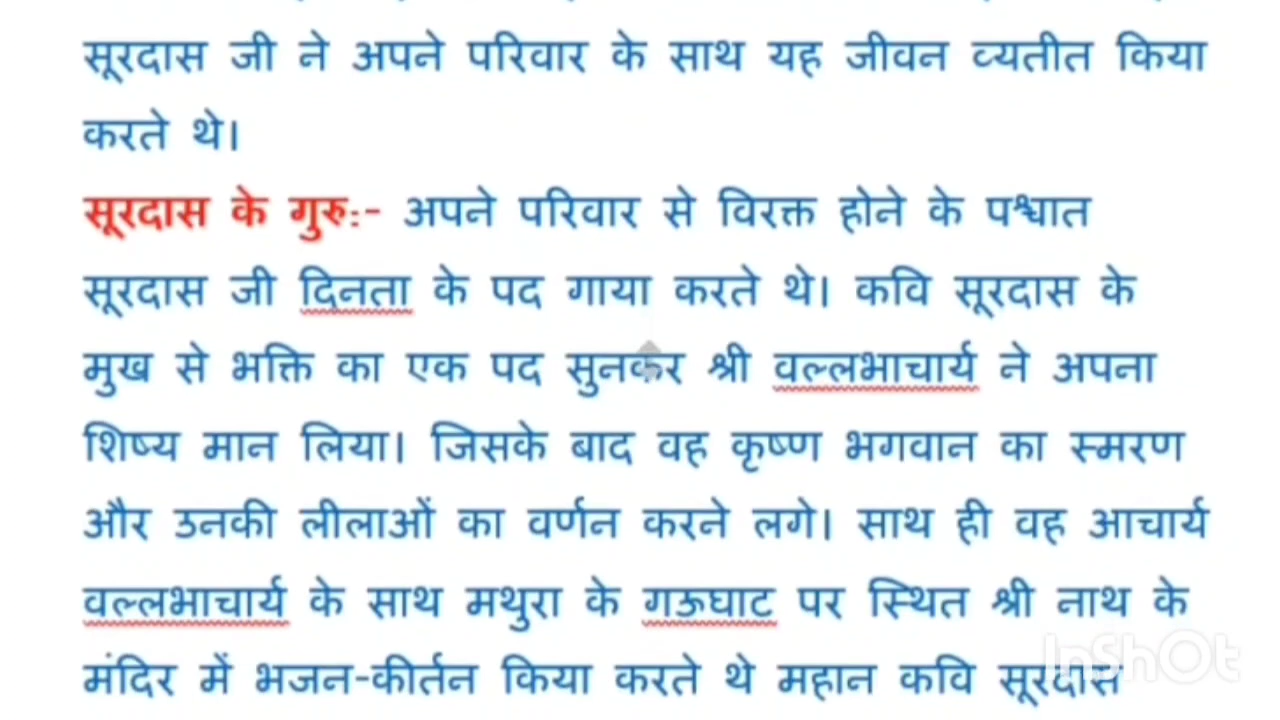 सूरदास जी ने अपने परिवार के साथ यह जीवन व्यतीत किया
करते थे।
सूरदास के गुरु:- अपने परिवार से विरक्त होने के पश्चात
सूरदास जी दिनता के पद गाया करते थे। कवि सूरदास के
मुख से भक्ति का एक पद सुनकर श्री वल्लभाचार्य ने अपना
शिष्य मान लिया। जिसके बाद वह कृष्ण भगवान का स्मरण
और उनकी लीलाओं का वर्णन करने लगे। साथ ही वह आचार्य
वल्लभाचार्य के साथ मथुरा के गऊघाट पर स्थित श्री नाथ के
मंदिर में भजन-कीर्तन किया करते थे महान कवि सूरदास
InShOt